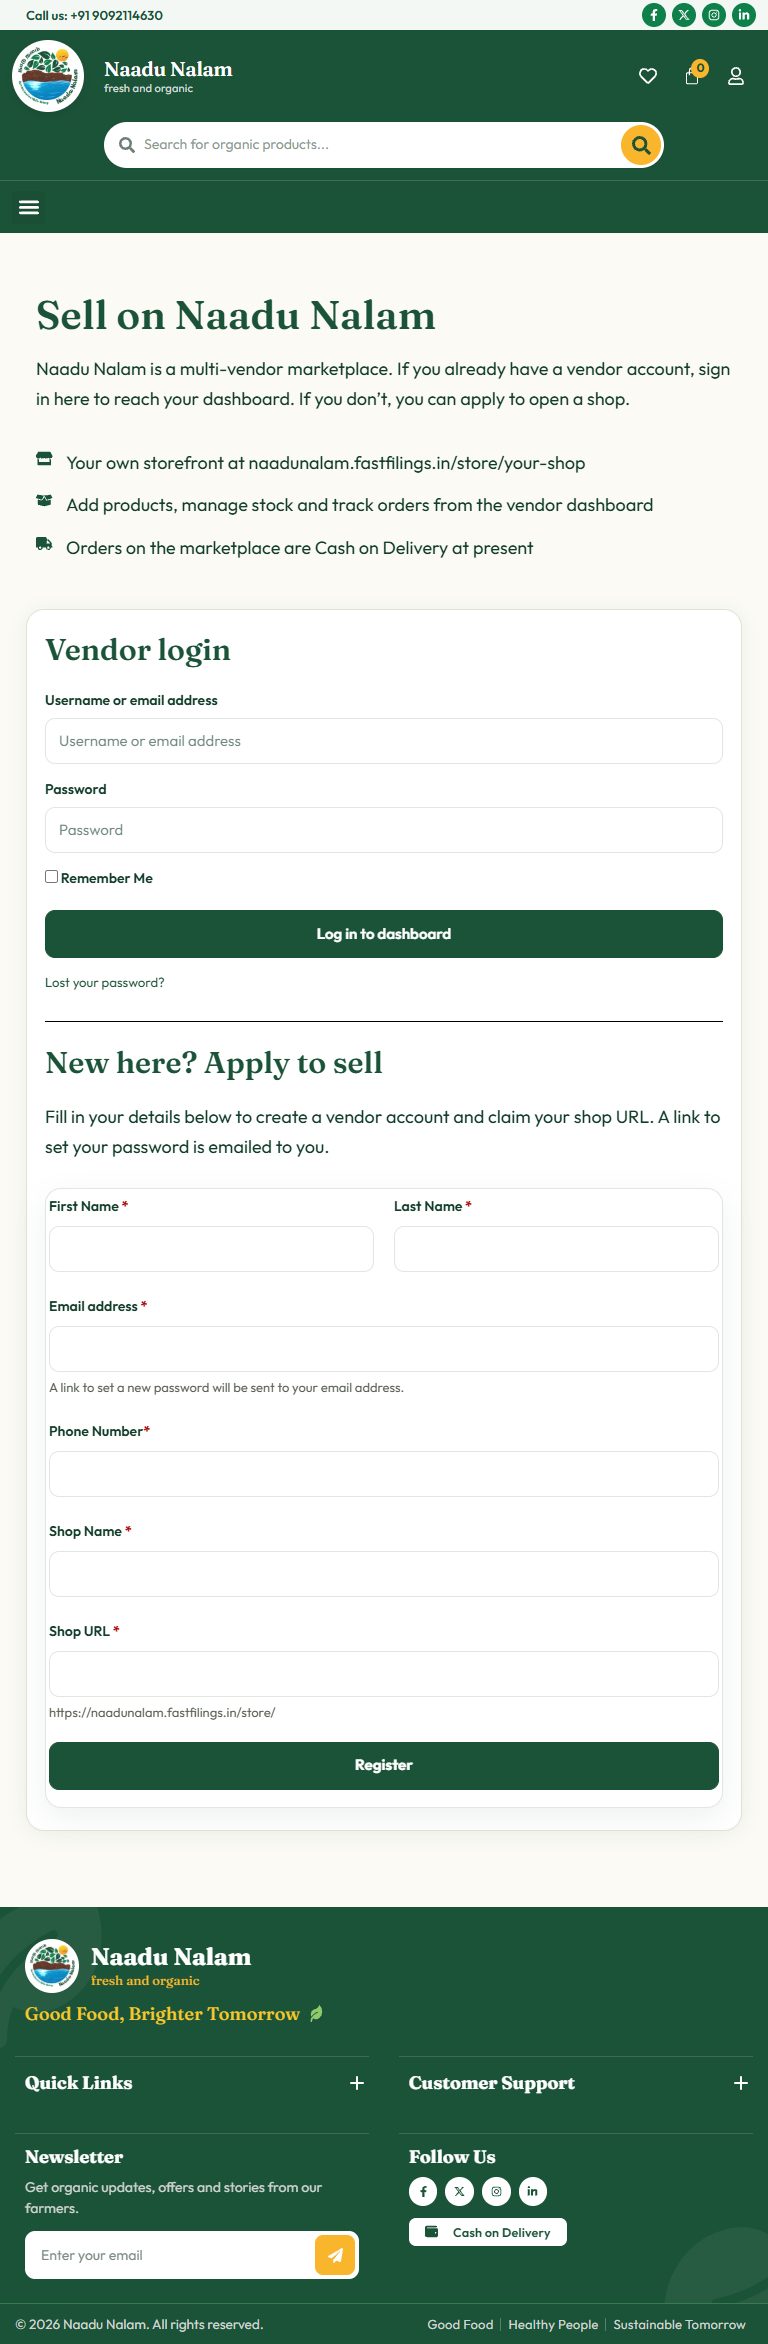 Call us: +91 9092114630
Naadu Nalam
fresh and organic
0
Search for organic products...
Sell on Naadu Nalam
Naadu Nalam is a multi-vendor marketplace. If you already have a vendor account, sign
in here to reach your dashboard. If you don’t, you can apply to open a shop.
Your own storefront at naadunalam.fastfilings.in/store/your-shop
Add products, manage stock and track orders from the vendor dashboard
Orders on the marketplace are Cash on Delivery at present
Vendor login
Username or email address
Username or email address
Password
Password
Remember Me
Log in to dashboard
Lost your password?
New here? Apply to sell
Fill in your details below to create a vendor account and claim your shop URL. A link to
set your password is emailed to you.
First Name * Last Name *
Email address *
A link to set a new password will be sent to your email address.
Phone Number*
Shop Name *
Shop URL *
https://naadunalam.fastfilings.in/store/
Register
Naadu Nalam
fresh and organic
Good Food, Brighter Tomorrow
Quick Links
Customer Support
Newsletter
Get organic updates, offers and stories from our
farmers.
Enter your email
Follow Us
Cash on Delivery
© 2026 Naadu Nalam. All rights reserved.
Good Food | Healthy People | Sustainable Tomorrow